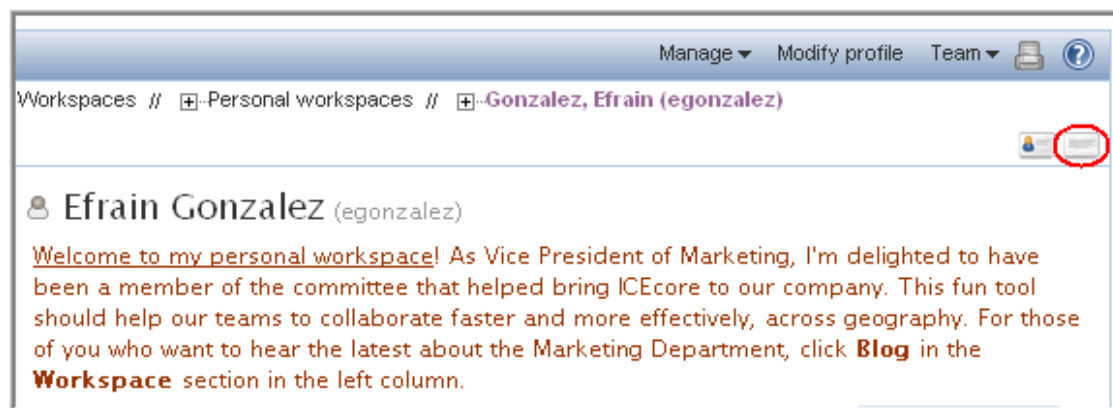 Manage Modify profile Team ?
Workspaces // Personal workspaces // Gonzalez, Efrain (egonzalez)
Efrain Gonzalez (egonzalez)
Welcome to my personal workspace! As Vice President of Marketing, I'm delighted to have
been a member of the committee that helped bring ICEcore to our company. This fun tool
should help our teams to collaborate faster and more effectively, across geography. For those
of you who want to hear the latest about the Marketing Department, click Blog in the
Workspace section in the left column.